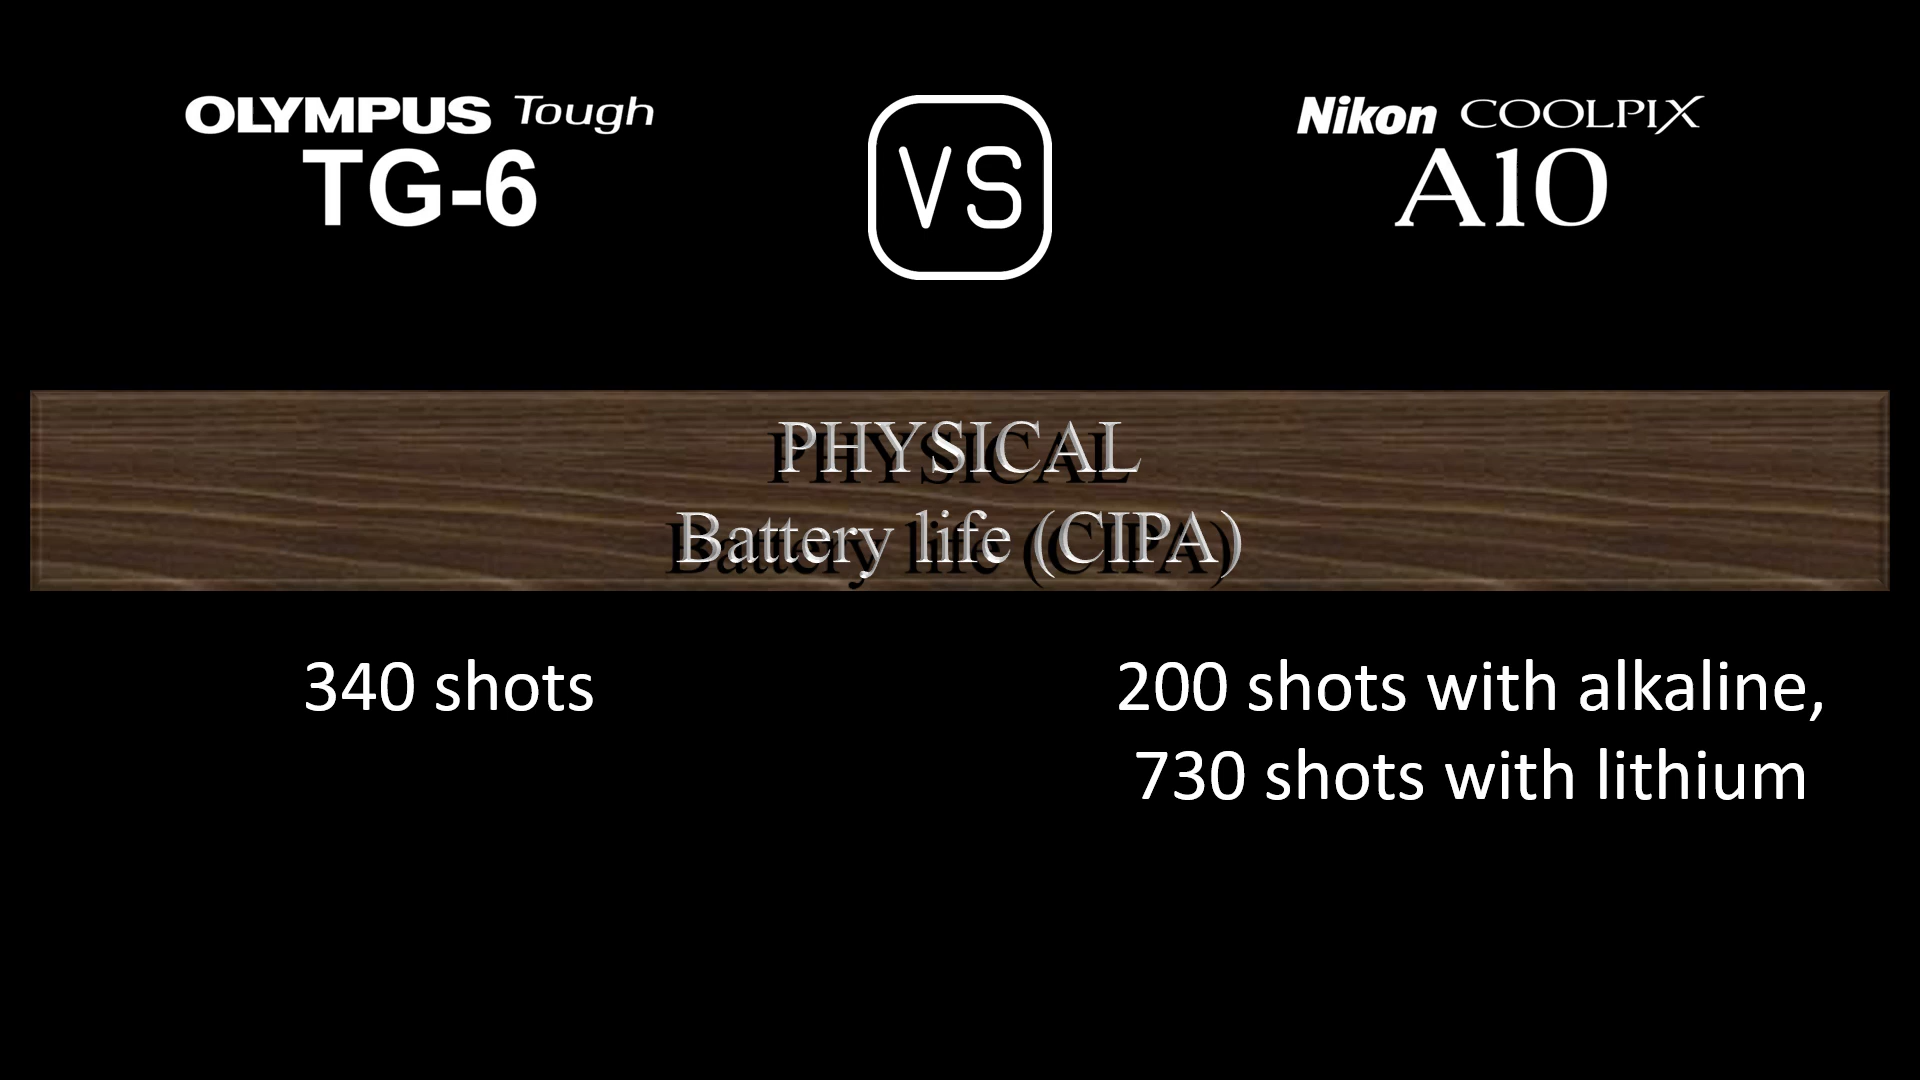 OLYMPUS Tough
TG-6
VS
Nikon COOLPIX
A10
PHYSICAL
Battery life (CIPA)
340 shots
200 shots with alkaline,
730 shots with lithium